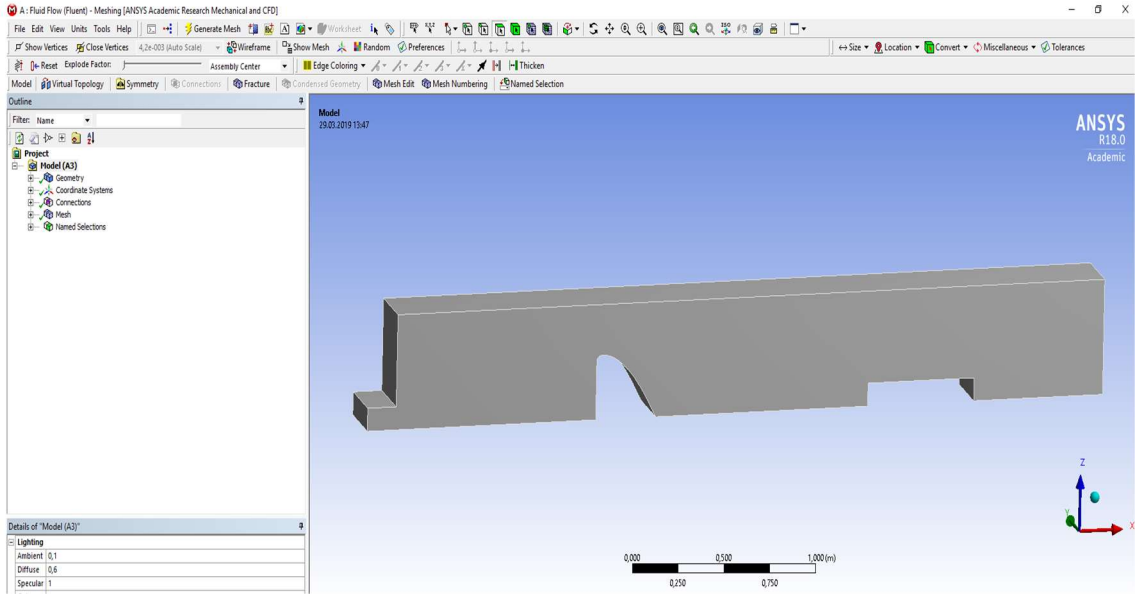 A : Fluid Flow (Fluent) - Meshing [ANSYS Academic Research Mechanical and CFD]
File Edit View Units Tools Help Generate Mesh Worksheet
Show Vertices Close Vertices 4,2e-003 (Auto Scale) Wireframe Show Mesh Random Preferences Size Location Convert Miscellaneous Tolerances
Reset Explode Factor: Assembly Center Edge Coloring Thicken
Model Virtual Topology Symmetry Connections Fracture Condensed Geometry Mesh Edit Mesh Numbering Named Selection
Outline
Filter: Name
Project
Model (A3)
Geometry
Coordinate Systems
Connections
Mesh
Named Selections
Model
29.03.2019 13:47
ANSYS
R18.0
Academic
Z
Y
X
0,000 0,500 1,000 (m)
0,250 0,750
Details of "Model (A3)"
Lighting
Ambient 0,1
Diffuse 0,6
Specular 1